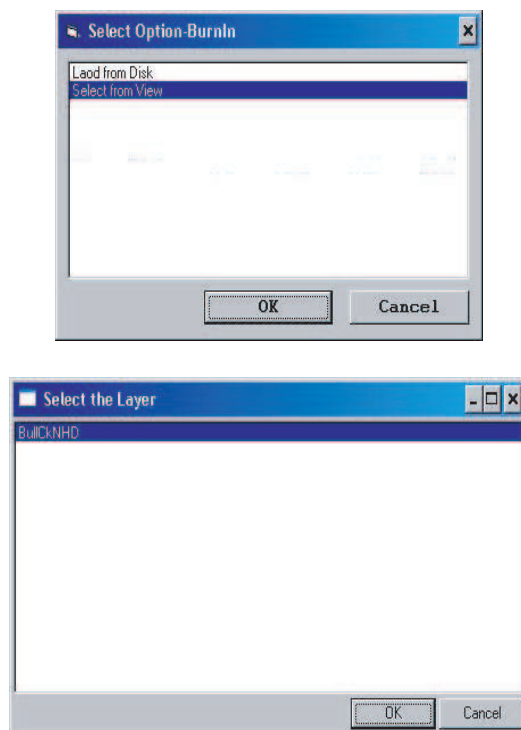 Select Option-BurnIn
Laod from Disk
Select from View
OK Cancel
Select the Layer
BullCkNHD
OK Cancel